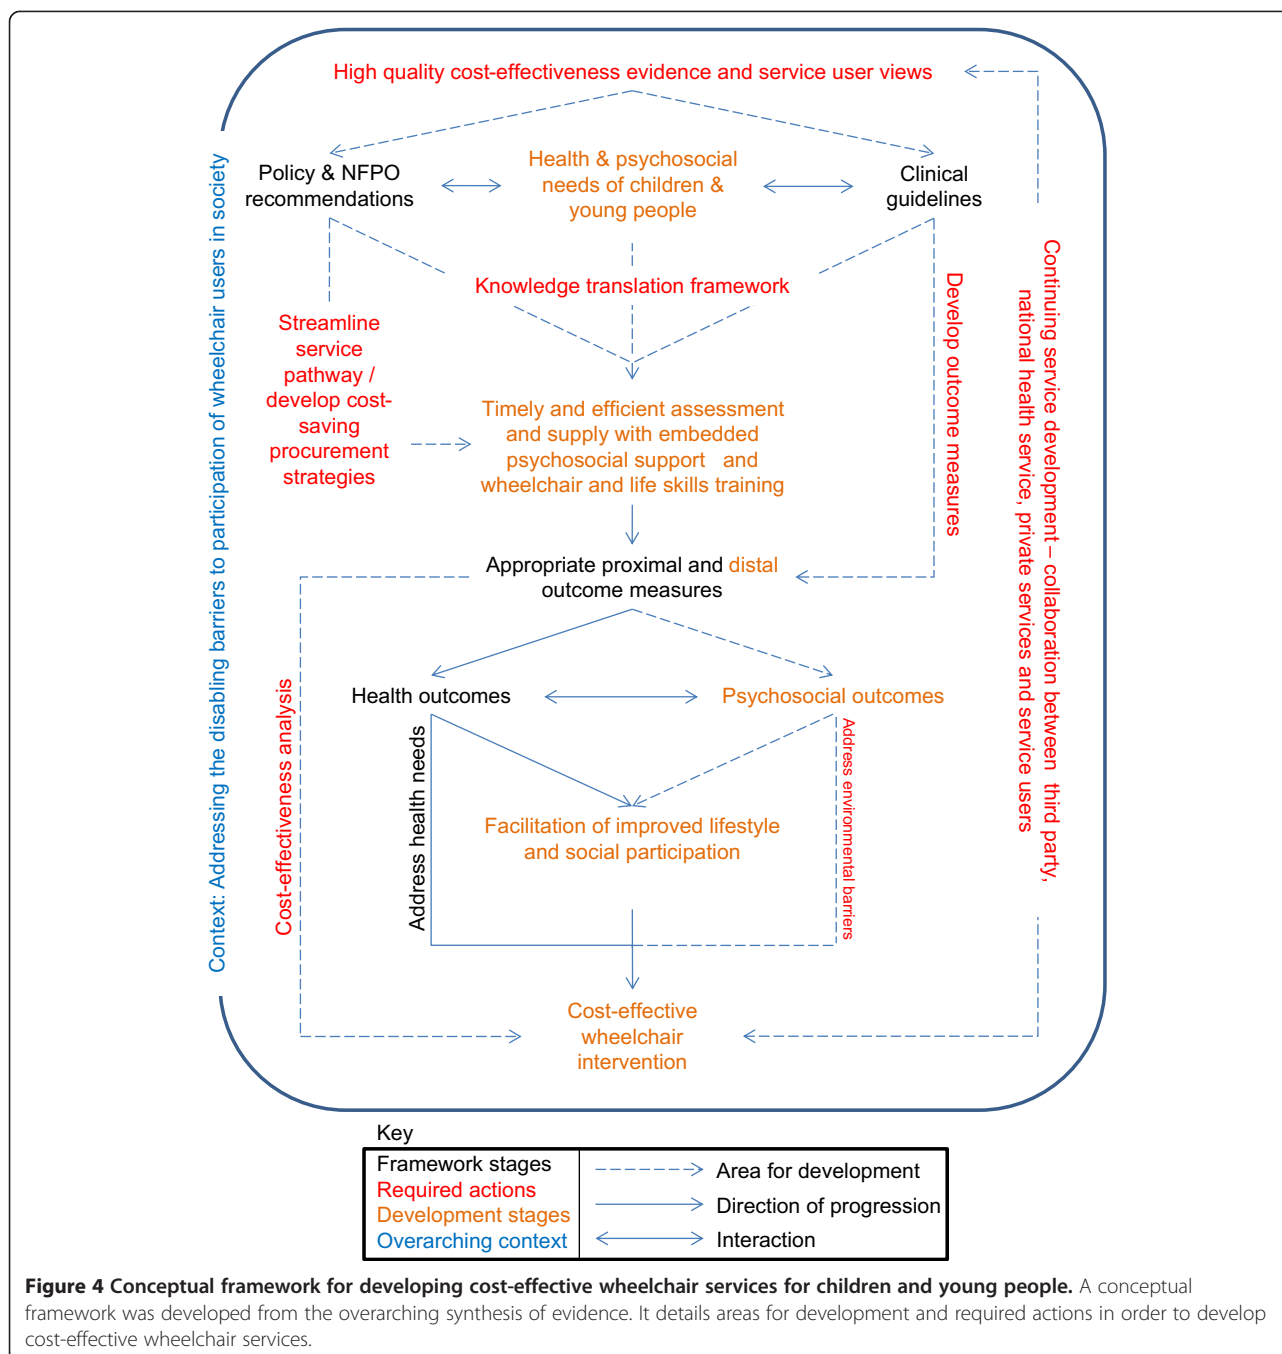 High quality cost-effectiveness evidence and service user views
Policy & NFPO
recommendations
Health & psychosocial
needs of children &
young people
Clinical
guidelines
Knowledge translation framework
Streamline
service
pathway /
develop cost-
saving
procurement
strategies
Timely and efficient assessment
and supply with embedded
psychosocial support and
wheelchair and life skills training
Develop outcome measures
Appropriate proximal and distal
outcome measures
Health outcomes
Psychosocial outcomes
Address health needs
Address environmental barriers
Facilitation of improved lifestyle
and social participation
Cost-effectiveness analysis
Cost-effective
wheelchair
intervention
Context: Addressing the disabling barriers to participation of wheelchair users in society
Continuing service development – collaboration between third party,
national health service, private services and service users
Key
Framework stages
Required actions
Development stages
Overarching context
Area for development
Direction of progression
Interaction
Figure 4 Conceptual framework for developing cost-effective wheelchair services for children and young people. A conceptual
framework was developed from the overarching synthesis of evidence. It details areas for development and required actions in order to develop
cost-effective wheelchair services.